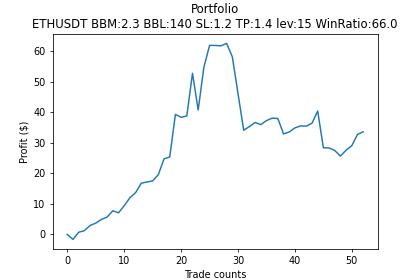 Portfolio
ETHUSDT BBM:2.3 BBL:140 SL:1.2 TP:1.4 lev:15 WinRatio:66.0
Profit ($)
60
50
40
30
20
10
0
0 10 20 30 40 50
Trade counts